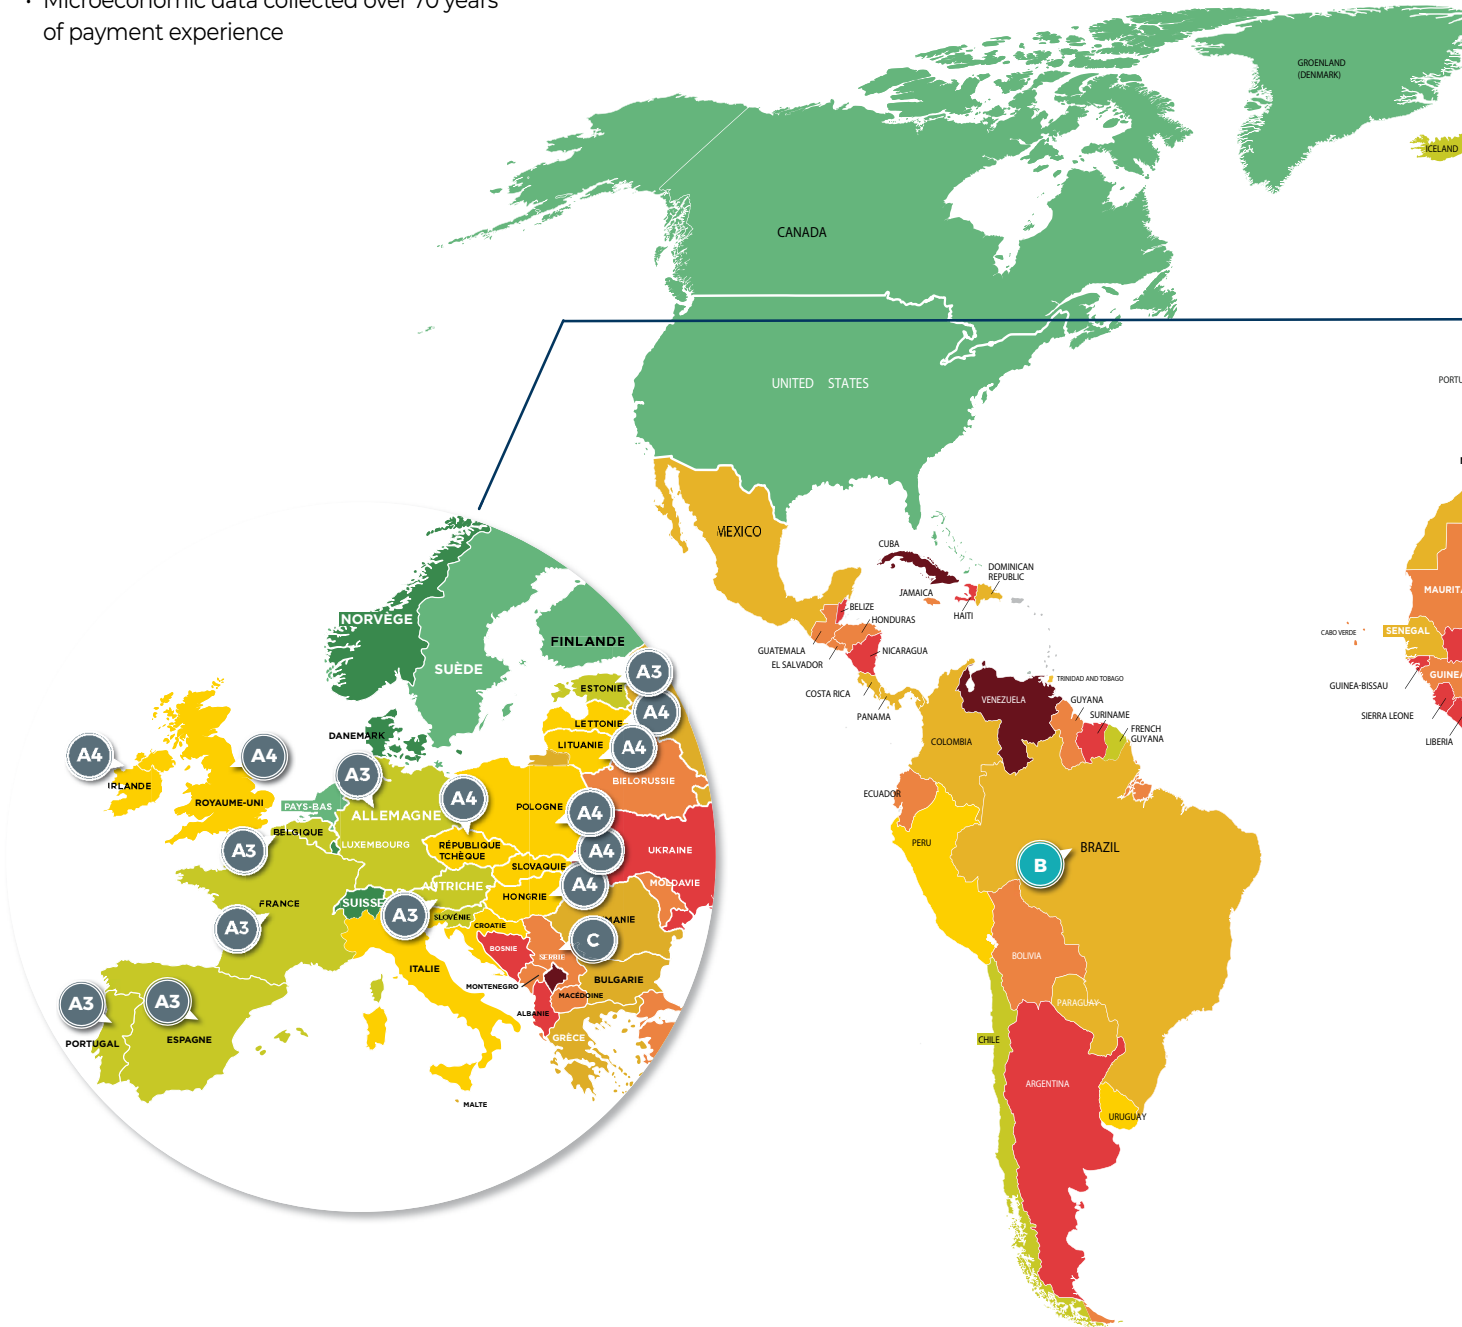 • Microeconomic data collected over 70 years
of payment experience
GROENLAND
(DENMARK)
ICELAND
CANADA
UNITED STATES
PORTU
MEXICO
CUBA
DOMINICAN
REPUBLIC
JAMAICA
HAITI
BELIZE
HONDURAS
GUATEMALA
EL SALVADOR
NICARAGUA
COSTA RICA
PANAMA
TRINIDAD AND TOBAGO
VENEZUELA
GUYANA
SURINAME
FRENCH
GUYANA
COLOMBIA
ECUADOR
PERU
B
BRAZIL
BOLIVIA
PARAGUAY
CHILE
ARGENTINA
URUGUAY
MAURITA
CABO VERDE
SENEGAL
GUINEA
GUINEA-BISSAU
SIERRA LEONE
LIBERIA
NORVÈGE
FINLANDE
SUÈDE
A3
ESTONIE
A4
LETTONIE
DANEMARK
LITUANIE
A4
A4
A4
IRLANDE
A3
BIELORUSSIE
ROYAUME-UNI
PAYS-BAS
A4
POLOGNE
A4
ALLEMAGNE
BELGIQUE
A3
LUXEMBOURG
RÉPUBLIQUE
TCHÈQUE
A4
UKRAINE
SLOVAQUIE
AUTRICHE
A4
MOLDAVIE
HONGRIE
FRANCE
SUISSE
A3
SLOVÉNIE
CROATIE
MANIE
A3
C
BOSNIE
SERBIE
ITALIE
BULGARIE
MONTENEGRO
MACÉDOINE
A3
A3
ALBANIE
PORTUGAL
ESPAGNE
GRÈCE
MALTE